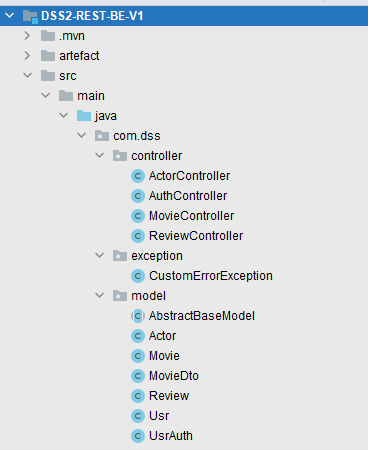 DSS2-REST-BE-V1
.mvn
artefact
src
main
java
com.dss
controller
ActorController
AuthController
MovieController
ReviewController
exception
CustomErrorException
model
AbstractBaseModel
Actor
Movie
MovieDto
Review
Usr
UsrAuth